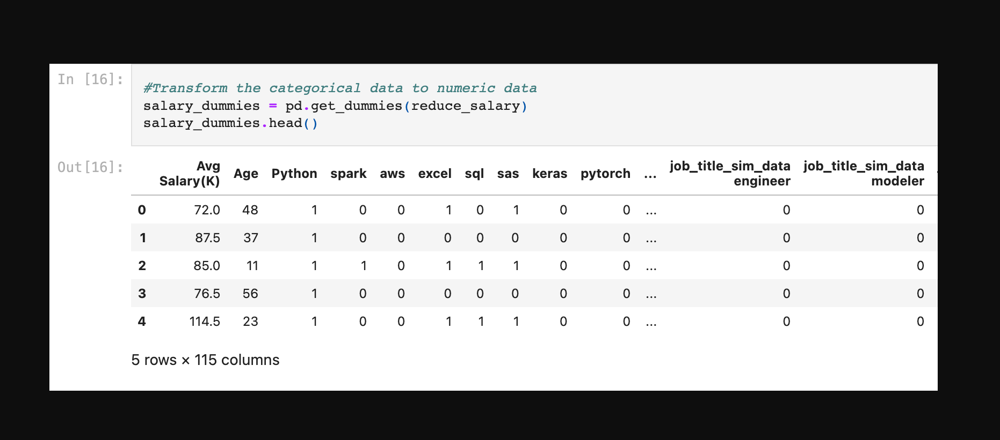 In [16]:
#Transform the categorical data to numeric data
salary_dummies = pd.get_dummies(reduce_salary)
salary_dummies.head()
Out[16]:
Avg Salary(K) Age Python spark aws excel sql sas keras pytorch ... job_title_sim_data engineer job_title_sim_data modeler
0 72.0 48 1 0 0 1 0 1 0 0 ... 0 0
1 87.5 37 1 0 0 0 0 0 0 0 ... 0 0
2 85.0 11 1 1 0 1 1 1 0 0 ... 0 0
3 76.5 56 1 0 0 0 0 0 0 0 ... 0 0
4 114.5 23 1 0 0 1 1 1 0 0 ... 0 0
5 rows × 115 columns